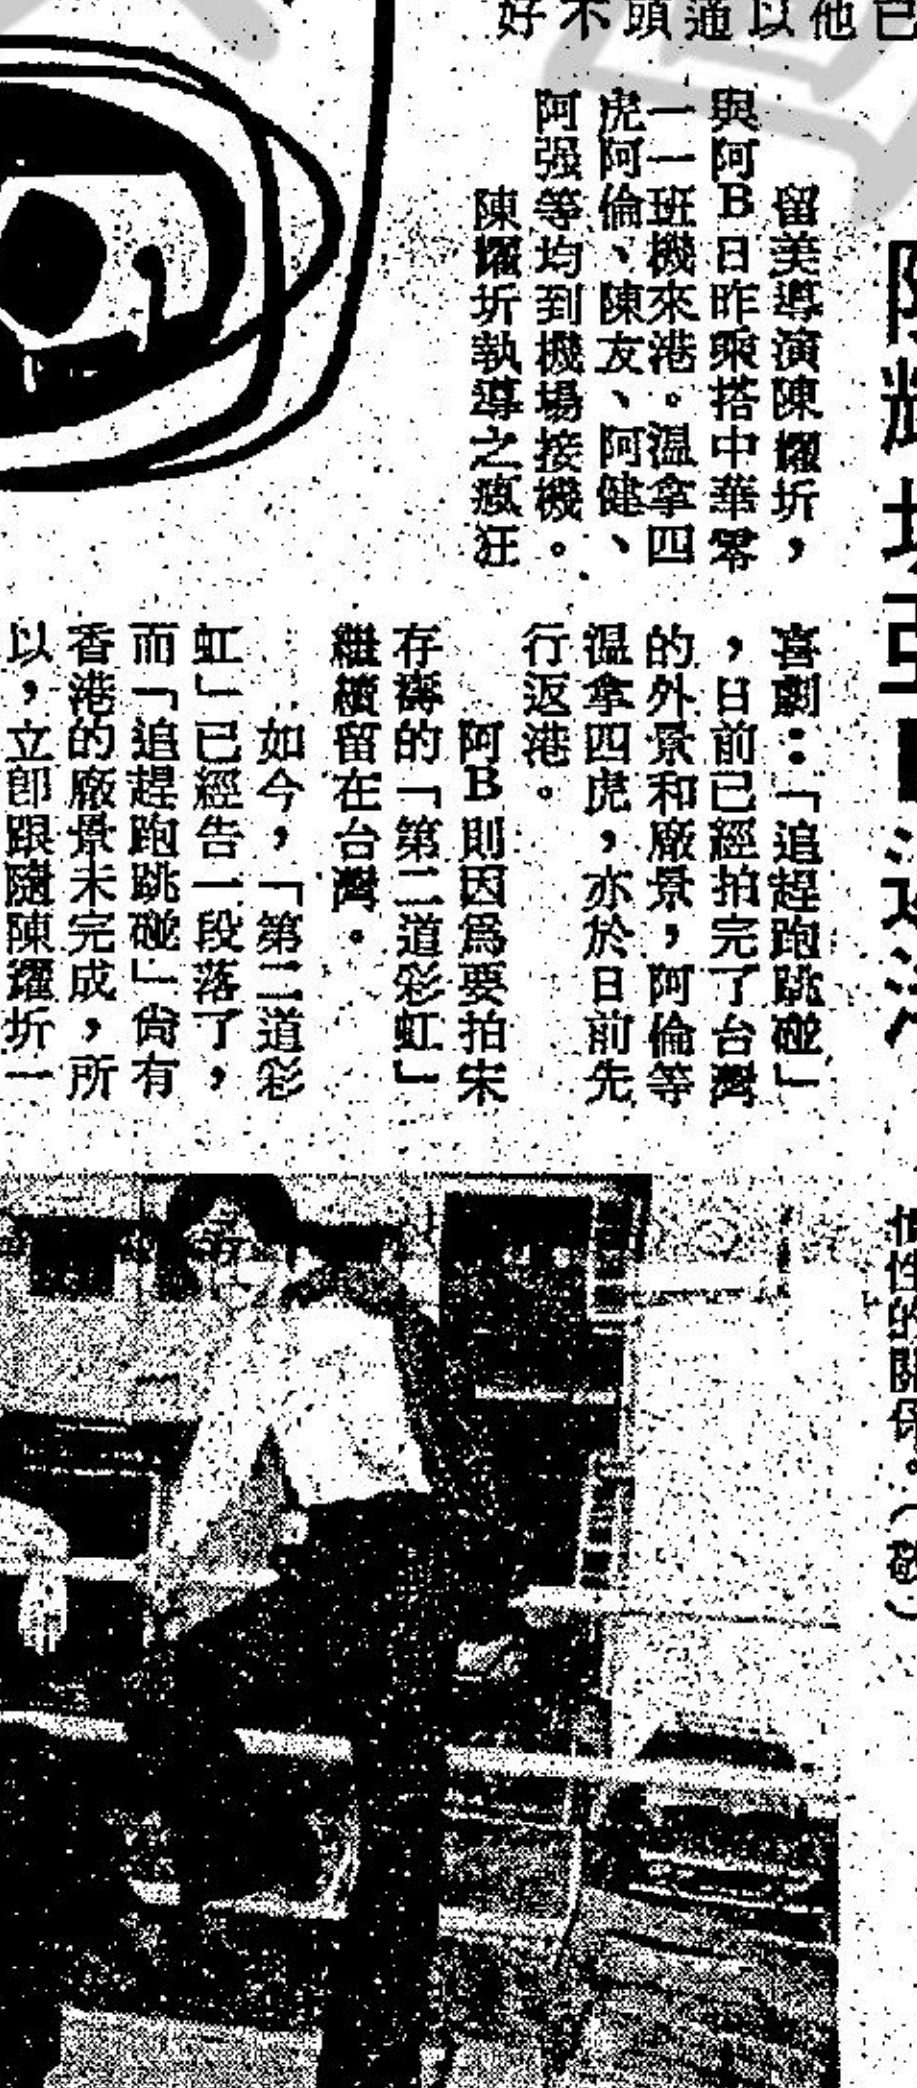 好不頭通以他已
留美導演陳耀圻，
與阿B日昨乘搭中華零
一一班機來港。温拿四
虎阿倫、陳友、阿健、
阿强等均到機場接機。
陳耀圻執導之瘋狂
喜劇：「追趕跑跳碰」
，日前已經拍完了台灣
的外景和廠景，阿倫等
温拿四虎，亦於日前先
行返港。
阿B則因爲要拍宋
存壽的「第二道彩虹」
繼續留在台灣。
如今，「第二道彩
虹」已經告一段落了，
而「追趕跑跳碰」尙有
香港的廠景未完成，所
以，立卽跟隨陳耀圻一
性的關係。（敬）